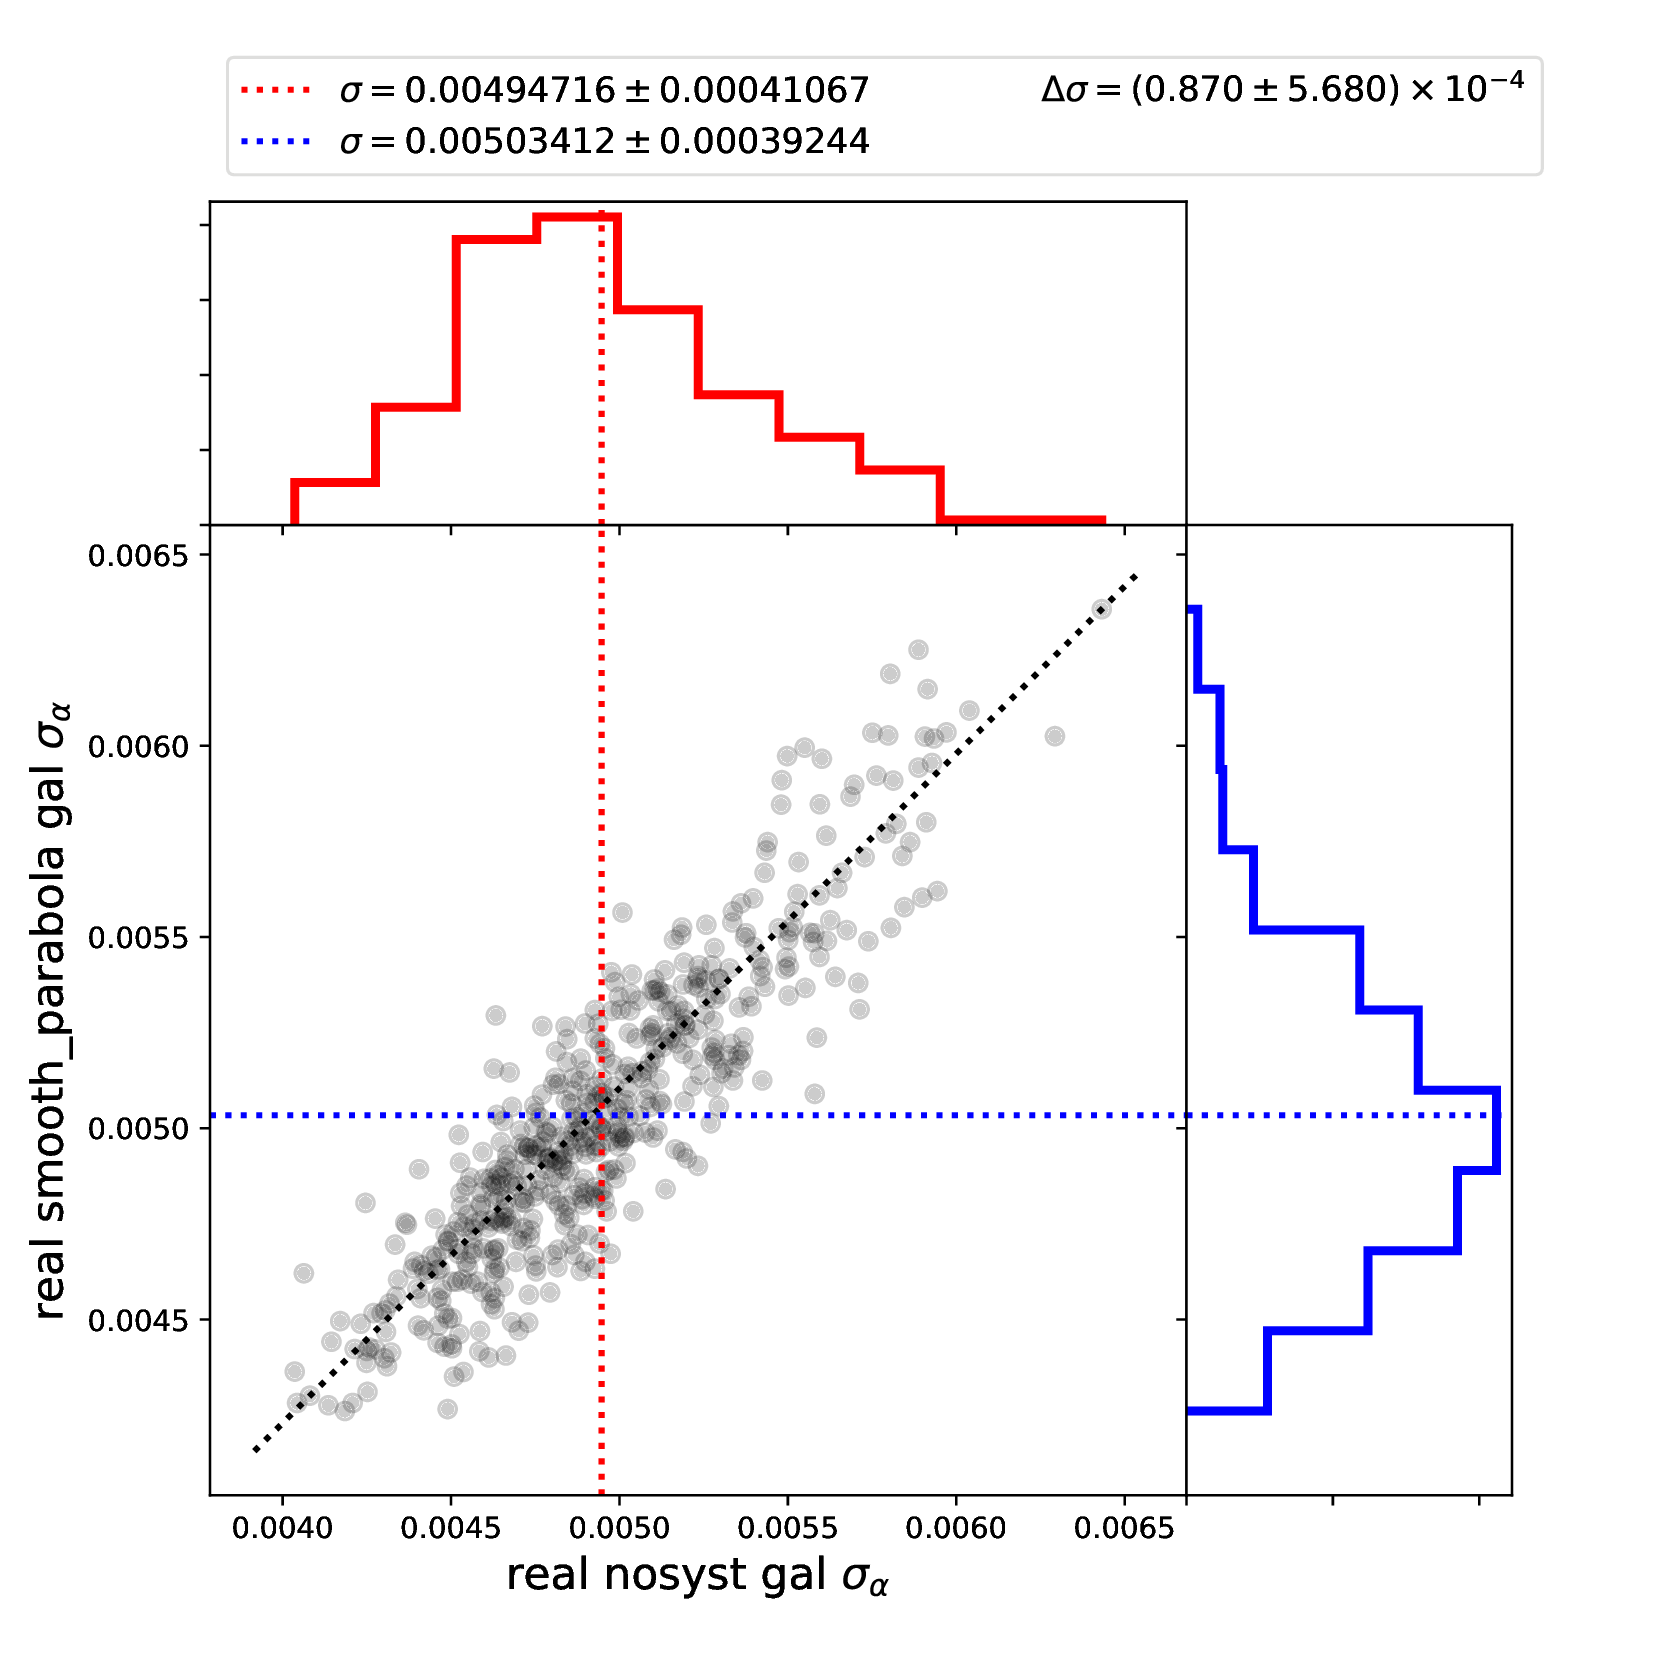 σ = 0.00494716 ± 0.00041067
σ = 0.00503412 ± 0.00039244
Δσ = (0.870 ± 5.680) × 10⁻⁴
0.0065
0.0060
0.0055
0.0050
0.0045
real smooth_parabola gal σ_α
0.0040 0.0045 0.0050 0.0055 0.0060 0.0065
real nosyst gal σ_α